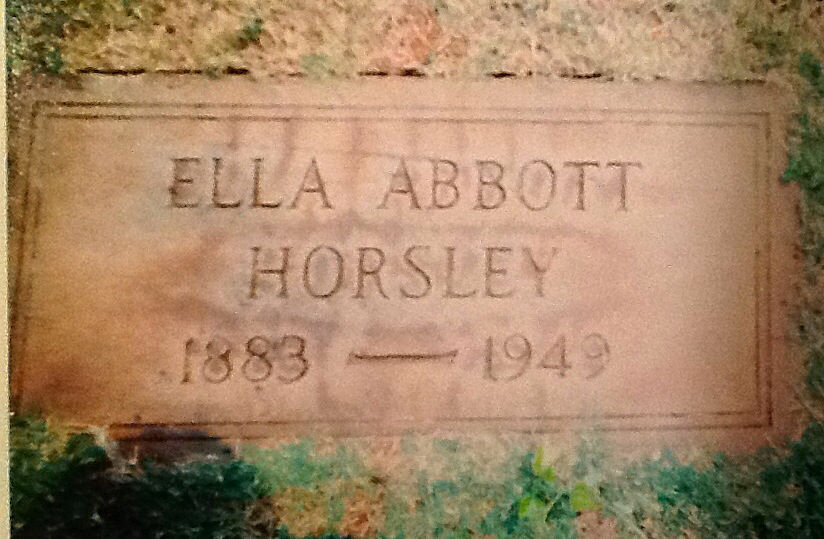 ELLA ABBOTT
HORSLEY
1883 — 1949